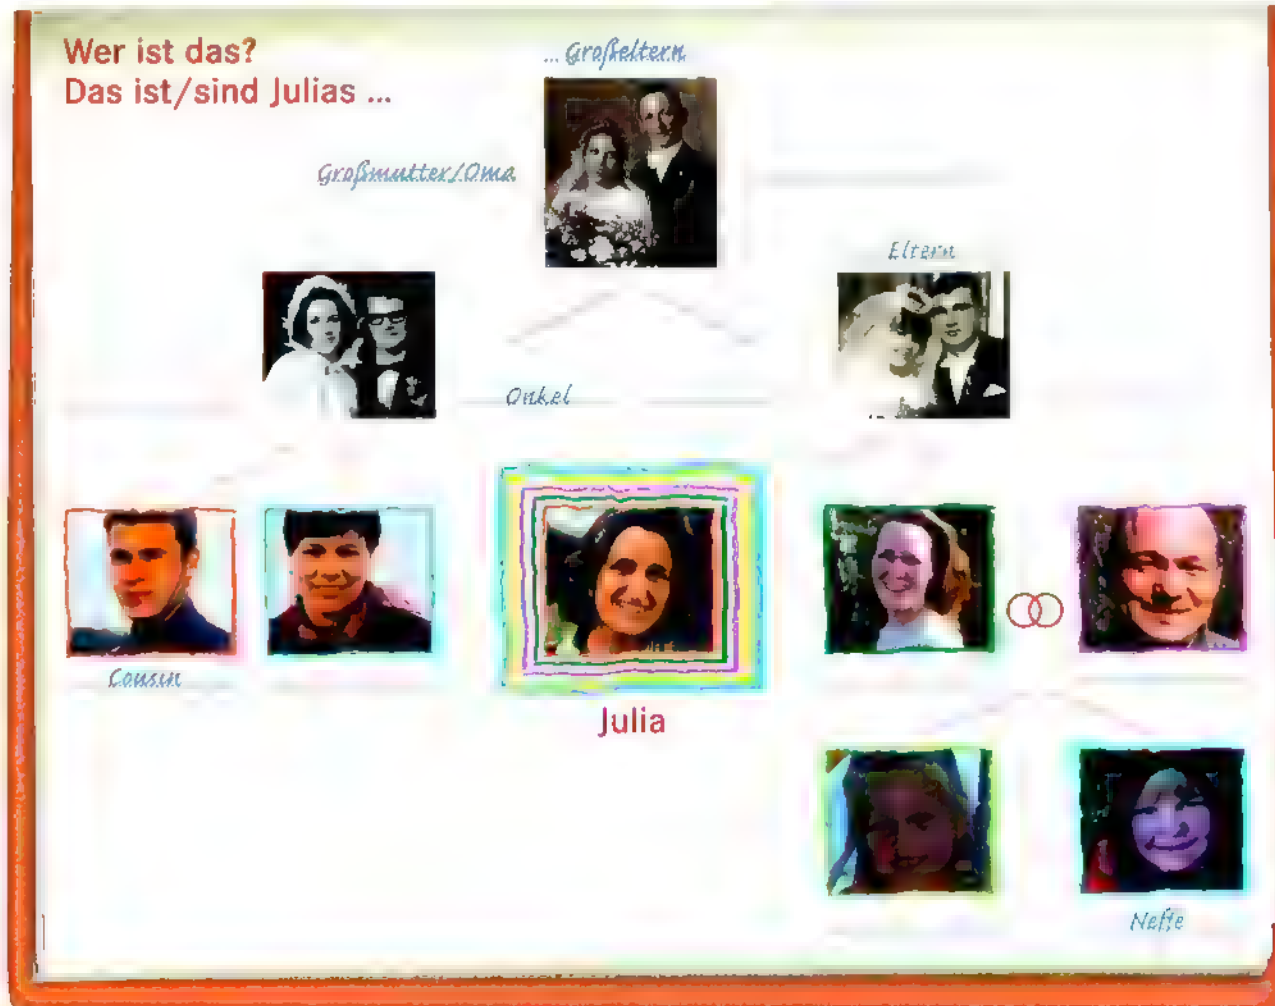 Wer ist das?
Das ist/sind Julias ...
... Großeltern
Großmutter/Oma
Eltern
Onkel
Cousin
Julia
Neffe